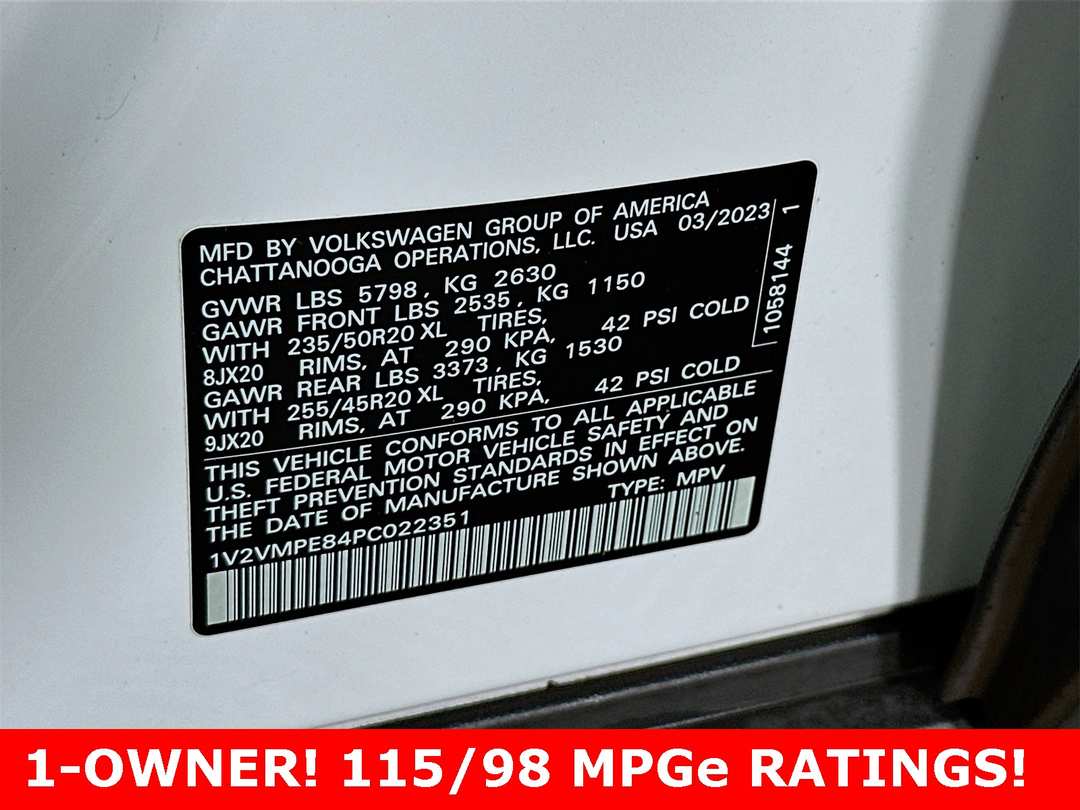 MFD BY VOLKSWAGEN GROUP OF AMERICA
CHATTANOOGA OPERATIONS, LLC. USA 03/2023
GVWR LBS 5798, KG 2630
GAWR FRONT LBS 2535, KG 1150
WITH 235/50R20 XL TIRES,
8JX20 RIMS, AT 290 KPA, 42 PSI COLD
GAWR REAR LBS 3373, KG 1530
WITH 255/45R20 XL TIRES,
9JX20 RIMS, AT 290 KPA, 42 PSI COLD
THIS VEHICLE CONFORMS TO ALL APPLICABLE
U.S. FEDERAL MOTOR VEHICLE SAFETY AND
THEFT PREVENTION STANDARDS IN EFFECT ON
THE DATE OF MANUFACTURE SHOWN ABOVE.
1V2VMPE84PC022351 TYPE: MPV
1058144 1
1-OWNER! 115/98 MPGe RATINGS!